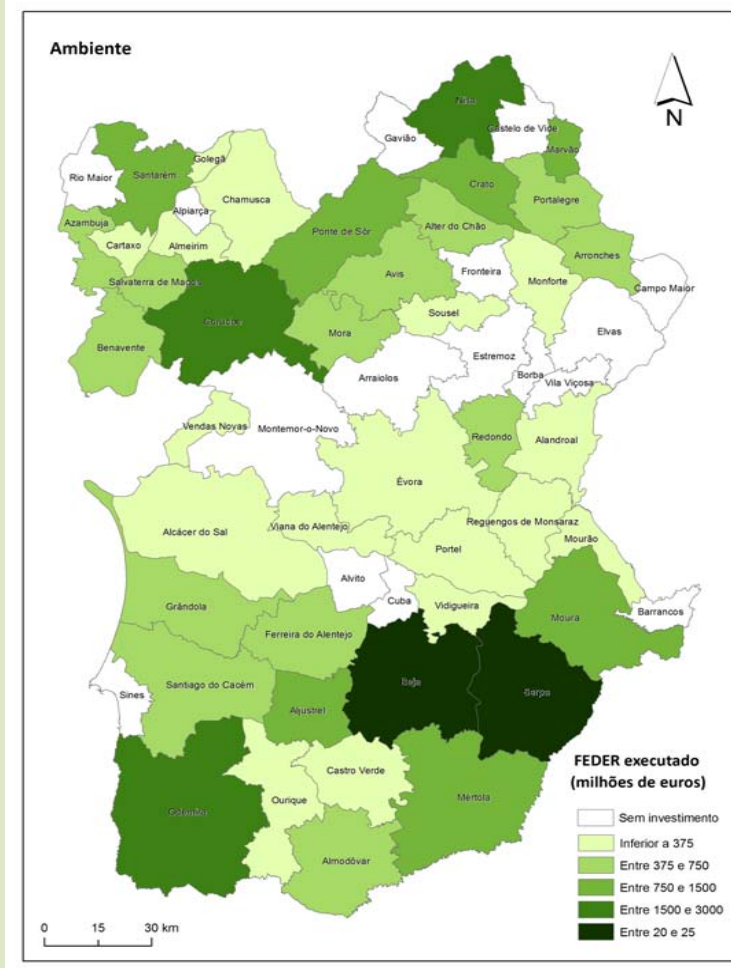 Ambiente
N
Nisa
Gavião
Castelo de Vide
Marvão
Golegã
Rio Maior
Santarém
Chamusca
Crato
Portalegre
Alpiarça
Azambuja
Ponte de Sôr
Alter do Chão
Cartaxo
Almeirim
Arronches
Avis
Fronteira
Salvaterra de Magos
Monforte
Campo Maior
Sousel
Coruche
Mora
Elvas
Benavente
Estremoz
Arraiolos
Borba
Vila Viçosa
Vendas Novas
Montemor-o-Novo
Redondo
Alandroal
Évora
Reguengos de Monsaraz
Alcácer do Sal
Viana do Alentejo
Mourão
Portel
Alvito
Cuba
Vidigueira
Barrancos
Grândola
Moura
Ferreira do Alentejo
Santiago do Cacém
Beja
Sines
Serpa
Aljustrel
Castro Verde
Ourique
Mértola
Odemira
Almodôvar
FEDER executado
(milhões de euros)
Sem investimento
Inferior a 375
Entre 375 e 750
Entre 750 e 1500
Entre 1500 e 3000
Entre 20 e 25
0 15 30 km